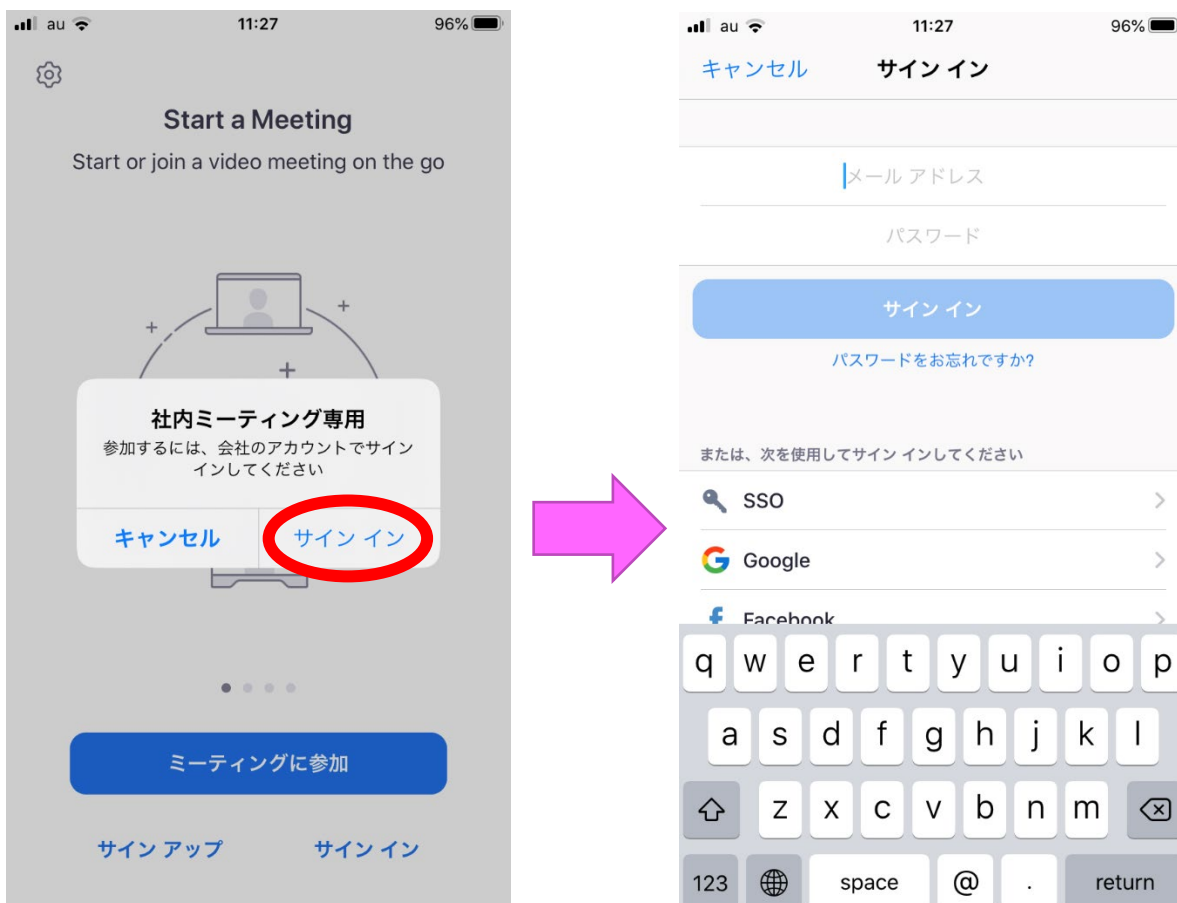 au 11:27 96%
Start a Meeting
Start or join a video meeting on the go
社内ミーティング専用
参加するには、会社のアカウントでサイン
インしてください
キャンセル サイン イン
ミーティングに参加
サイン アップ サイン イン
au 11:27 96%
キャンセル サイン イン
メール アドレス
パスワード
サイン イン
パスワードをお忘れですか?
または、次を使用してサイン インしてください
SSO
Google
Facebook
q w e r t y u i o p
a s d f g h j k l
z x c v b n m
123 space @ . return